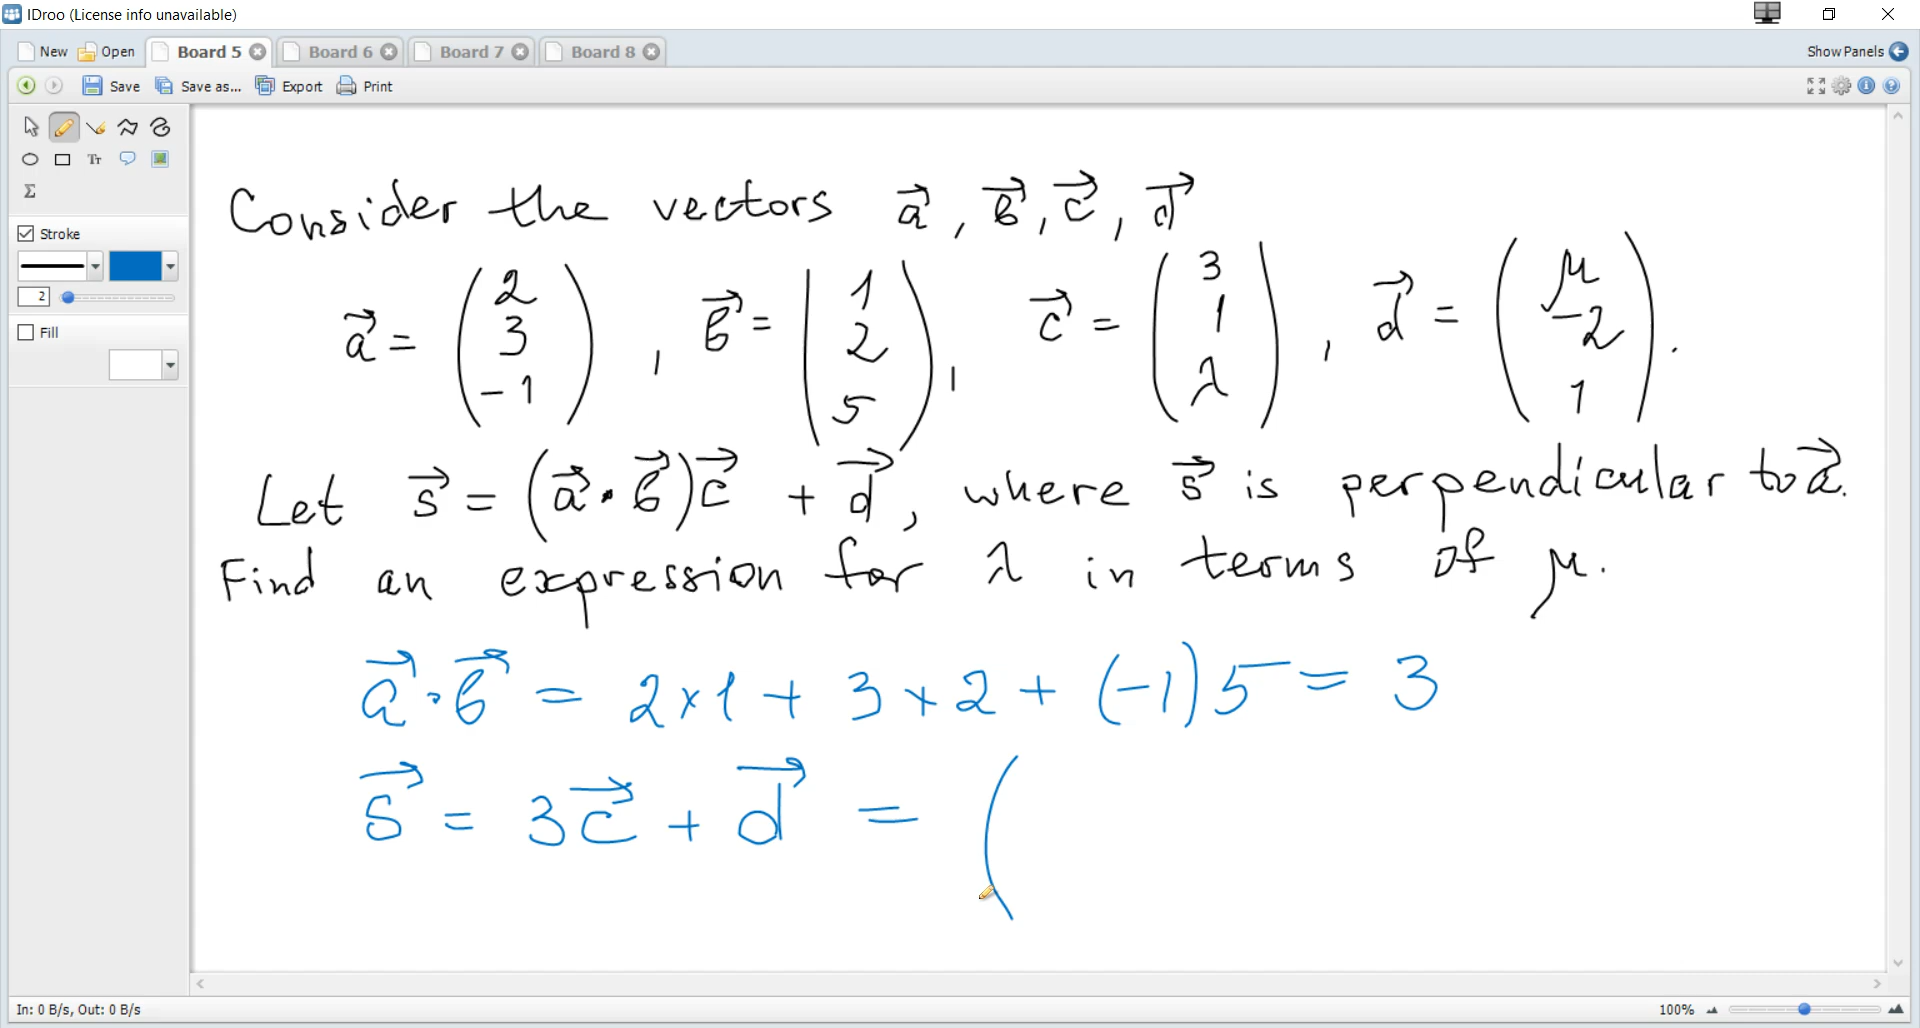 IDroo (License info unavailable)
New Open Board 5 Board 6 Board 7 Board 8 Show Panels
Save Save as... Export Print
Tт
Σ
Stroke
2
Fill
Consider the vectors a⃗, b⃗, c⃗, d⃗
a⃗ = (2 3 −1), b⃗ = (1 2 5), c⃗ = (3 1 λ), d⃗ = (μ −2 1).
Let s⃗ = (a⃗·b⃗)c⃗ + d⃗, where s⃗ is perpendicular to a⃗.
Find an expression for λ in terms of μ.
a⃗·b⃗ = 2×1 + 3×2 + (−1)5 = 3
s⃗ = 3c⃗ + d⃗ = (
In: 0 B/s, Out: 0 B/s 100%